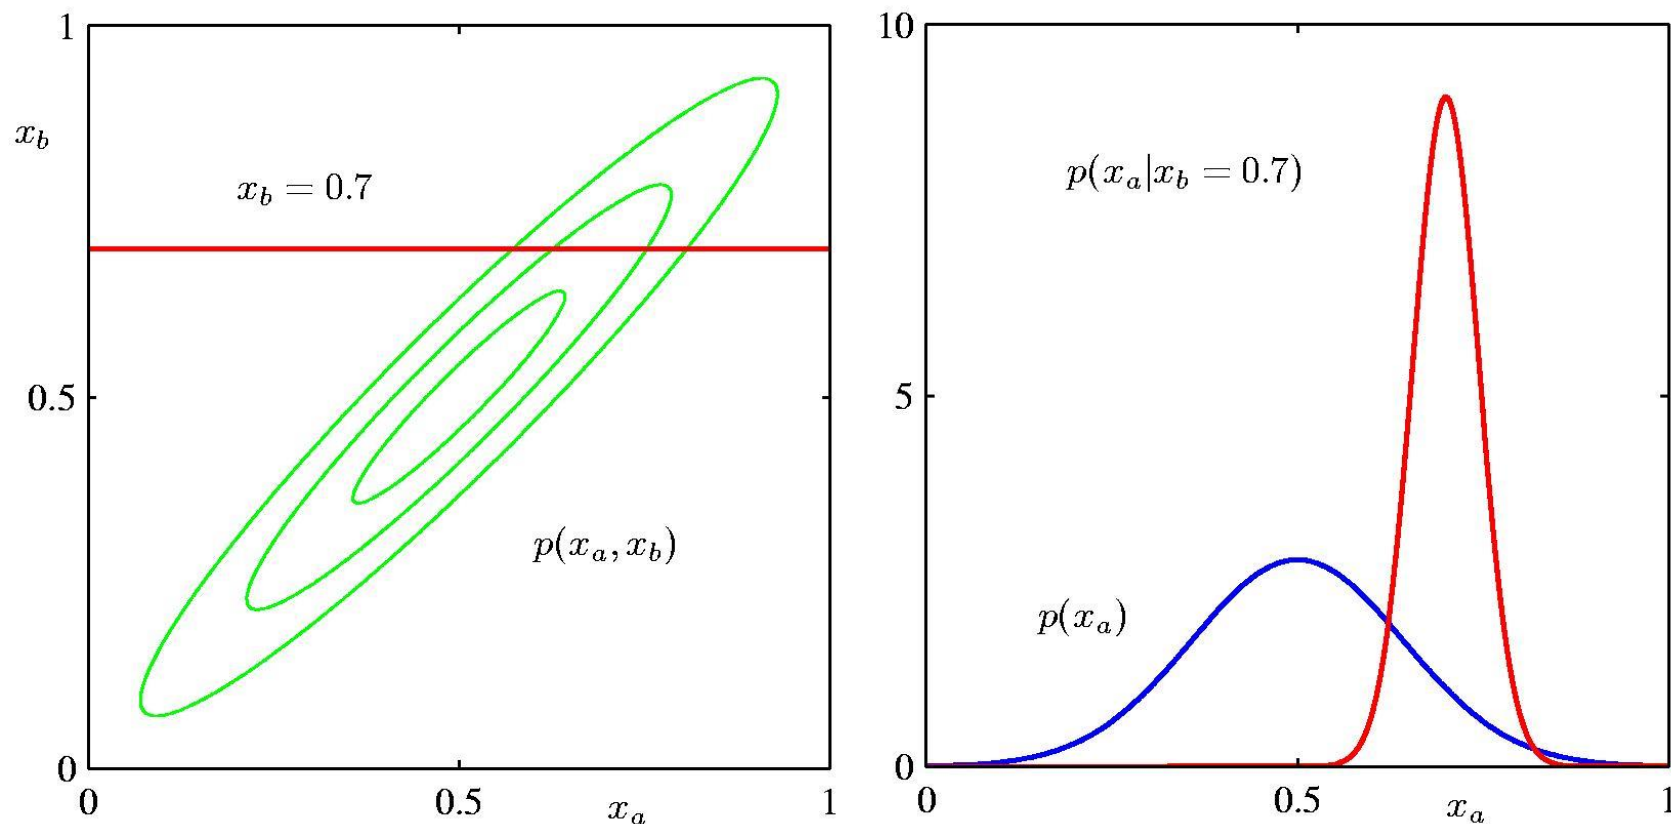 1
x_b
x_b = 0.7
0.5
p(x_a, x_b)
0
0
0.5
x_a
1
10
p(x_a|x_b = 0.7)
5
p(x_a)
0
0
0.5
x_a
1